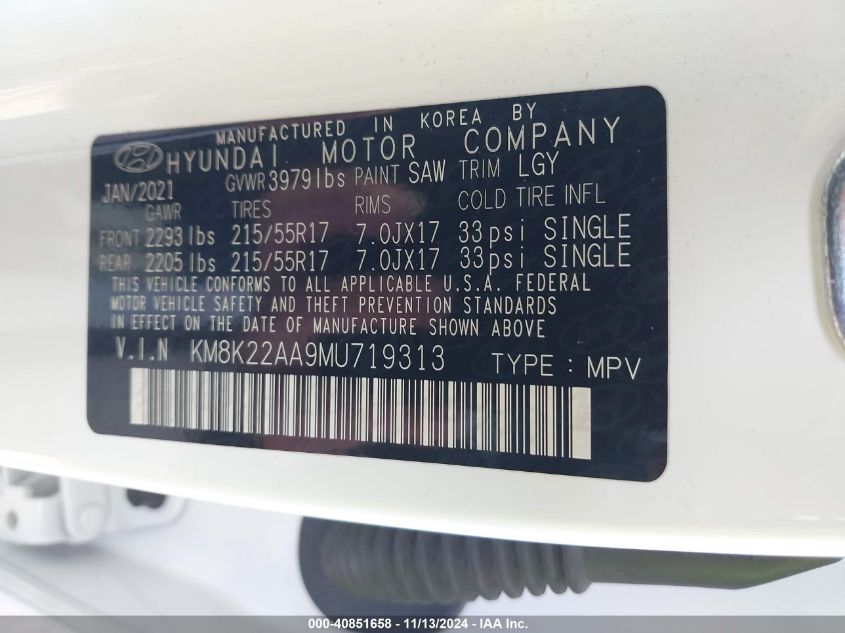 MANUFACTURED IN KOREA BY
HYUNDAI MOTOR COMPANY
JAN/2021 GVWR 3979lbs PAINT SAW TRIM LGY
GAWR TIRES RIMS COLD TIRE INFL
FRONT 2293lbs 215/55R17 7.0JX17 33psi SINGLE
REAR 2205lbs 215/55R17 7.0JX17 33psi SINGLE
THIS VEHICLE CONFORMS TO ALL APPLICABLE U.S.A. FEDERAL
MOTOR VEHICLE SAFETY AND THEFT PREVENTION STANDARDS
IN EFFECT ON THE DATE OF MANUFACTURE SHOWN ABOVE
V.I.N KM8K22AA9MU719313 TYPE : MPV
000-40851658 - 11/13/2024 - IAA Inc.